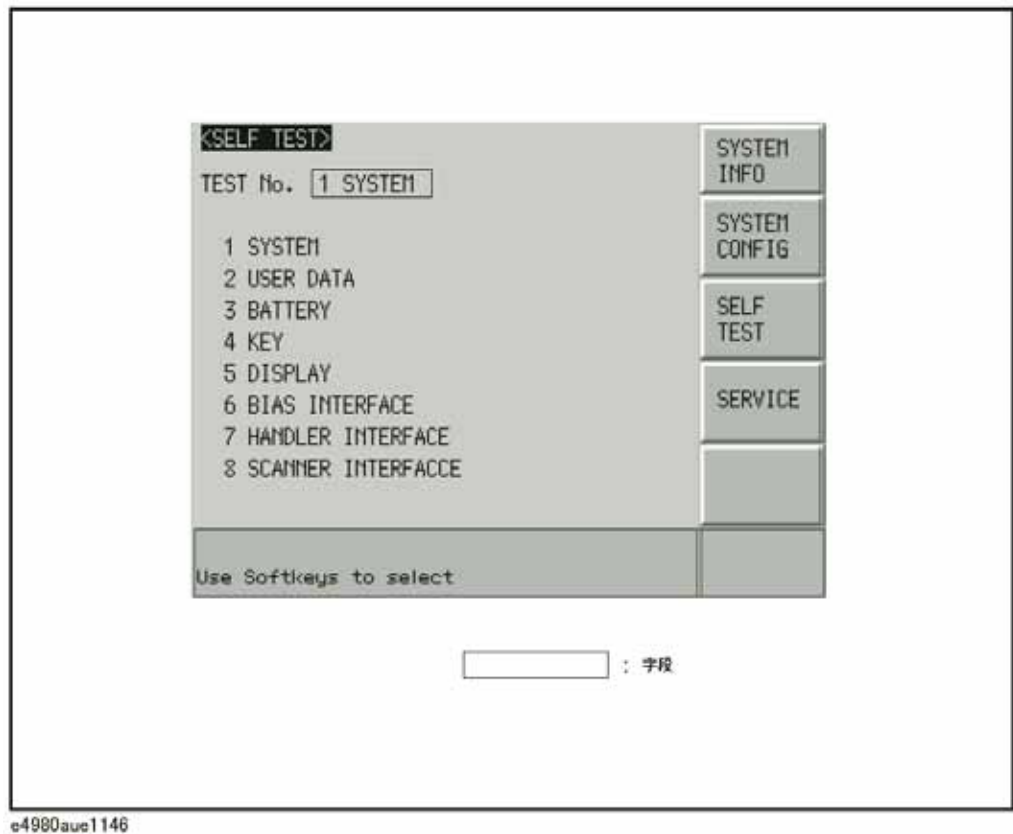 <SELF TEST>
TEST No. 1 SYSTEM
1 SYSTEM
2 USER DATA
3 BATTERY
4 KEY
5 DISPLAY
6 BIAS INTERFACE
7 HANDLER INTERFACE
8 SCANNER INTERFACCE
SYSTEM
INFO
SYSTEM
CONFIG
SELF
TEST
SERVICE
Use Softkeys to select
: 字段
e4980aue1146